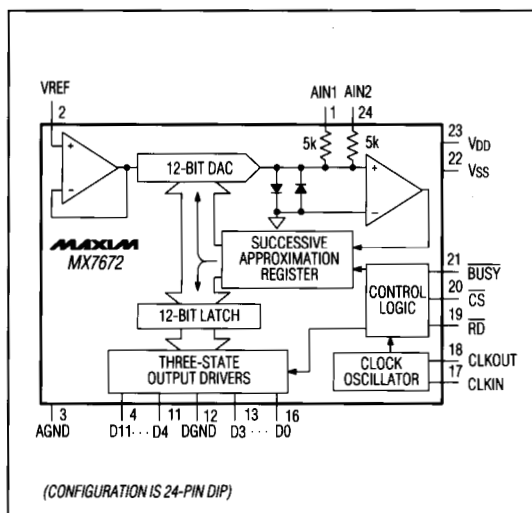 VREF
2
AIN1 AIN2
1 24
5k 5k
23
VDD
22
VSS
12-BIT DAC
+
−
+
−
MAXIM
MX7672
SUCCESSIVE
APPROXIMATION
REGISTER
21
BUSY
20
CS
19
RD
CONTROL
LOGIC
12-BIT LATCH
18
CLKOUT
17
CLKIN
THREE-STATE
OUTPUT DRIVERS
CLOCK
OSCILLATOR
3 4 11 12 13 16
AGND D11 ··· D4 DGND D3 ··· D0
(CONFIGURATION IS 24-PIN DIP)